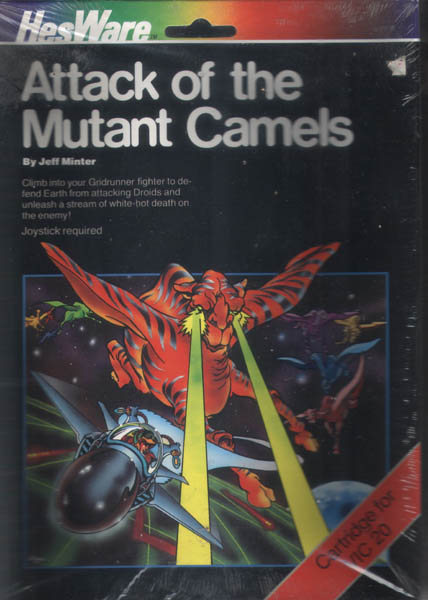 HesWare™
Attack of the
Mutant Camels
By Jeff Minter
Climb into your Gridrunner fighter to de-
fend Earth from attacking Droids and
unleash a stream of white-hot death on
the enemy!
Joystick required
Cartridge for
VIC 20